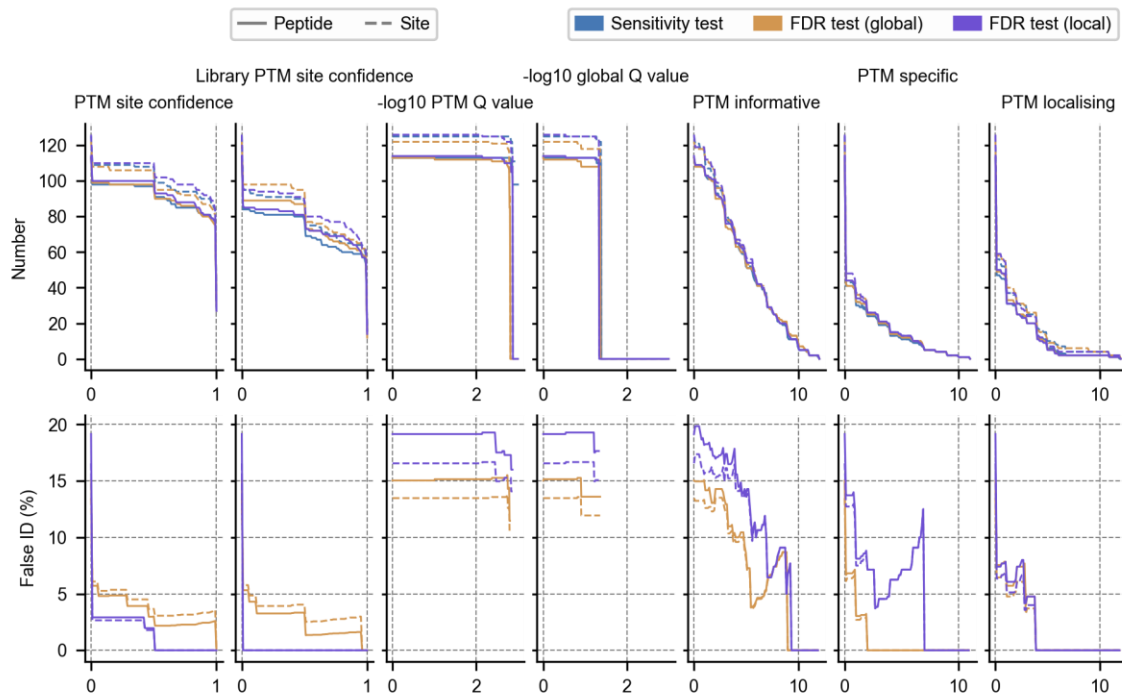 Peptide Site
Sensitivity test FDR test (global) FDR test (local)
Library PTM site confidence -log10 global Q value PTM specific
PTM site confidence -log10 PTM Q value PTM informative PTM localising
Number
120
100
80
60
40
20
0
0 1 0 1 0 2 0 2 0 10 0 10 0 10
False ID (%)
20
15
10
5
0
0 1 0 1 0 2 0 2 0 10 0 10 0 10